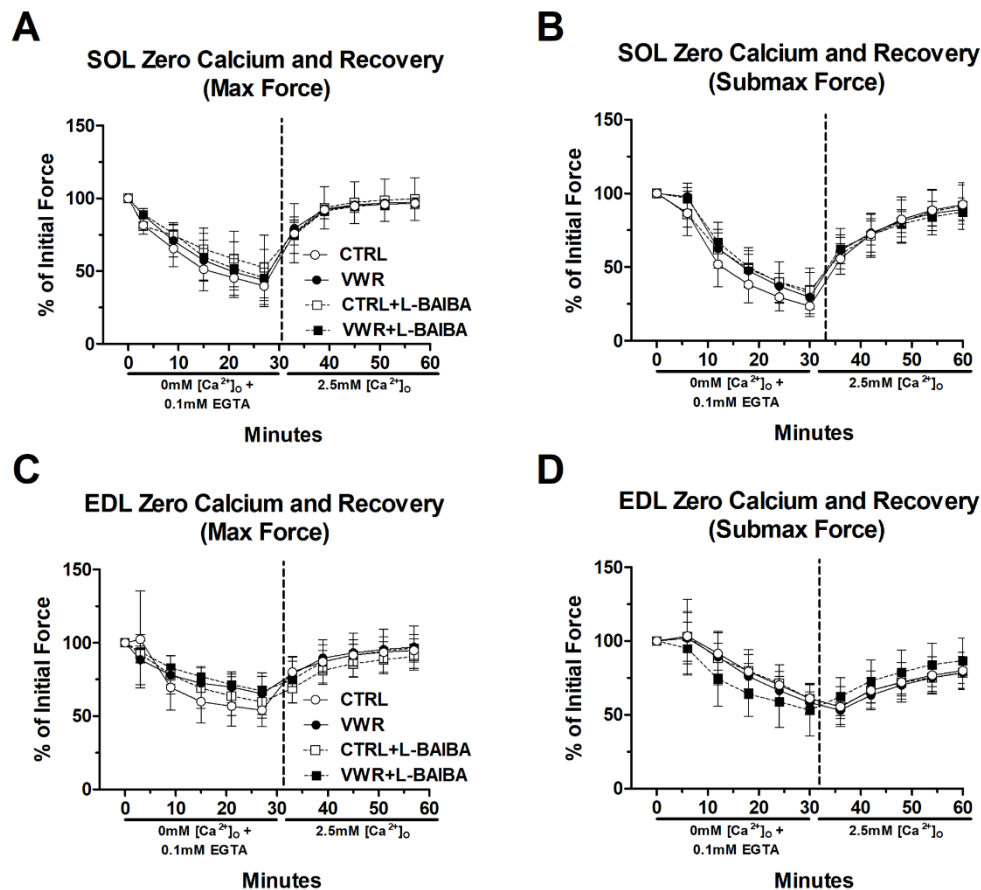 A
SOL Zero Calcium and Recovery
(Max Force)
% of Initial Force
150
100
50
0
CTRL
VWR
CTRL+L-BAIBA
VWR+L-BAIBA
0 10 20 30 40 50 60
0mM [Ca²⁺]O +
0.1mM EGTA
2.5mM [Ca²⁺]O
Minutes
B
SOL Zero Calcium and Recovery
(Submax Force)
% of Initial Force
150
100
50
0
0 10 20 30 40 50 60
0mM [Ca²⁺]O +
0.1mM EGTA
2.5mM [Ca²⁺]O
Minutes
C
EDL Zero Calcium and Recovery
(Max Force)
% of Initial Force
150
100
50
0
CTRL
VWR
CTRL+L-BAIBA
VWR+L-BAIBA
0 10 20 30 40 50 60
0mM [Ca²⁺]O +
0.1mM EGTA
2.5mM [Ca²⁺]O
Minutes
D
EDL Zero Calcium and Recovery
(Submax Force)
% of Initial Force
150
100
50
0
0 10 20 30 40 50 60
0mM [Ca²⁺]O +
0.1mM EGTA
2.5mM [Ca²⁺]O
Minutes